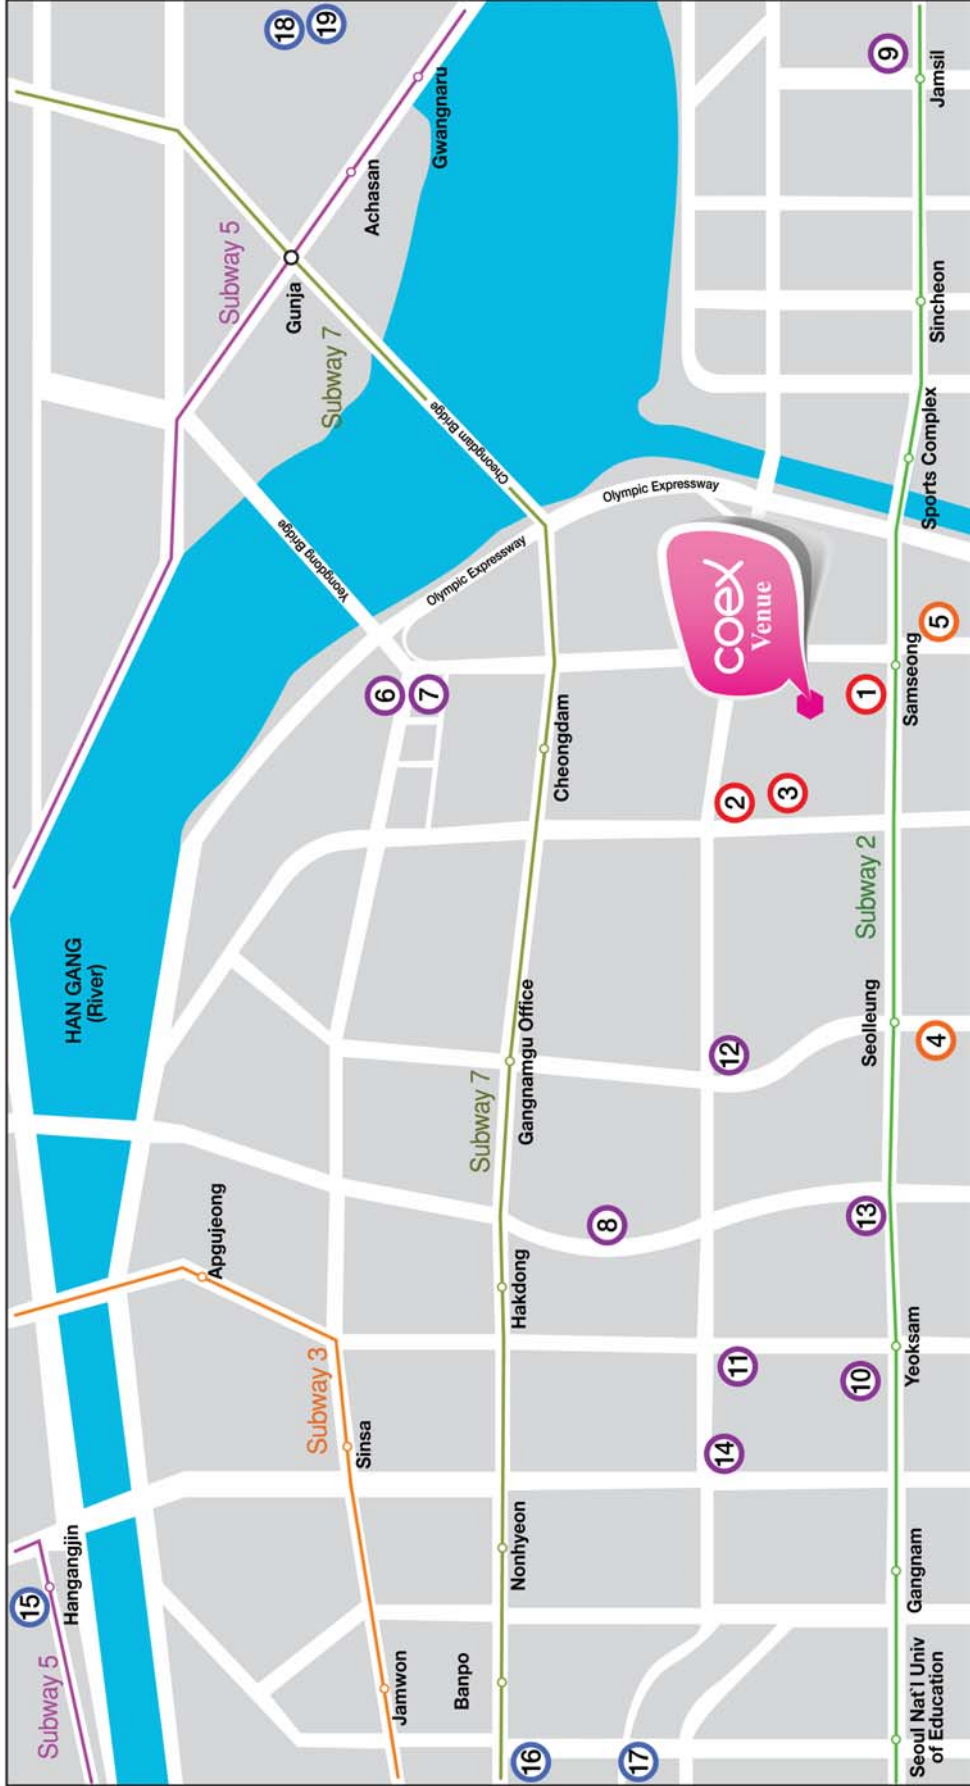 18
19
9
Gwangnaru
Achasan
Subway 5
Gunja
Subway 7
Cheongdam Bridge
Yeongdong Bridge
Olympic Expressway
Olympic Expressway
Jamsil
Sincheon
Sports Complex
coex
Venue
HAN GANG
(River)
6
7
Cheongdam
1
2
3
Samseong
5
Subway 2
Gangnamgu Office
Subway 7
12
Seolleung
4
Apgujeong
8
13
Hakdong
Subway 3
Sinsa
11
10
14
Yeoksam
15
Hangangjin
Subway 5
Nonhyeon
Gangnam
Jamwon
Banpo
16
17
Seoul Nat`l Univ
of Education